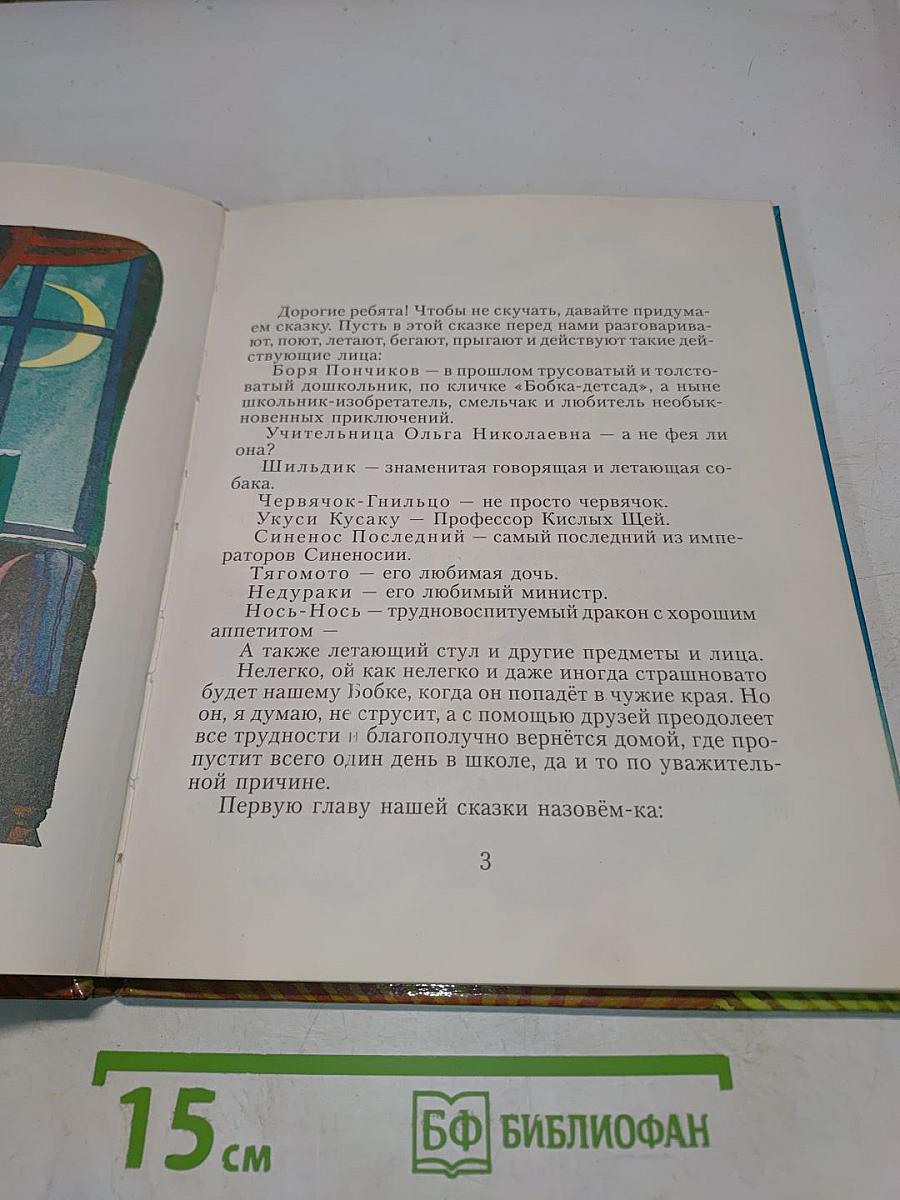 Дорогие ребята! Чтобы не скучать, давайте придума-
ем сказку. Пусть в этой сказке перед нами разговарива-
ют, поют, летают, бегают, прыгают и действуют такие дей-
ствующие лица:
Боря Пончиков — в прошлом трусоватый и толсто-
ватый дошкольник, по кличке «Бобка-детсад», а ныне
школьник-изобретатель, смельчак и любитель необык-
новенных приключений.
Учительница Ольга Николаевна — а не фея ли
она?
Шильдик — знаменитая говорящая и летающая со-
бака.
Червячок-Гнильцо — не просто червячок.
Укуси Кусаку — Профессор Кислых Щей.
Синенос Последний — самый последний из импе-
раторов Синеносии.
Тягомото — его любимая дочь.
Недураки — его любимый министр.
Нось-Нось — трудновоспитуемый дракон с хорошим
аппетитом —
А также летающий стул и другие предметы и лица.
Нелегко, ой как нелегко и даже иногда страшновато
будет нашему Бобке, когда он попадёт в чужие края. Но
он, я думаю, не струсит, а с помощью друзей преодолеет
все трудности и благополучно вернётся домой, где про-
пустит всего один день в школе, да и то по уважитель-
ной причине.
Первую главу нашей сказки назовём-ка:
3
15 см
БФ БИБЛИОФАН